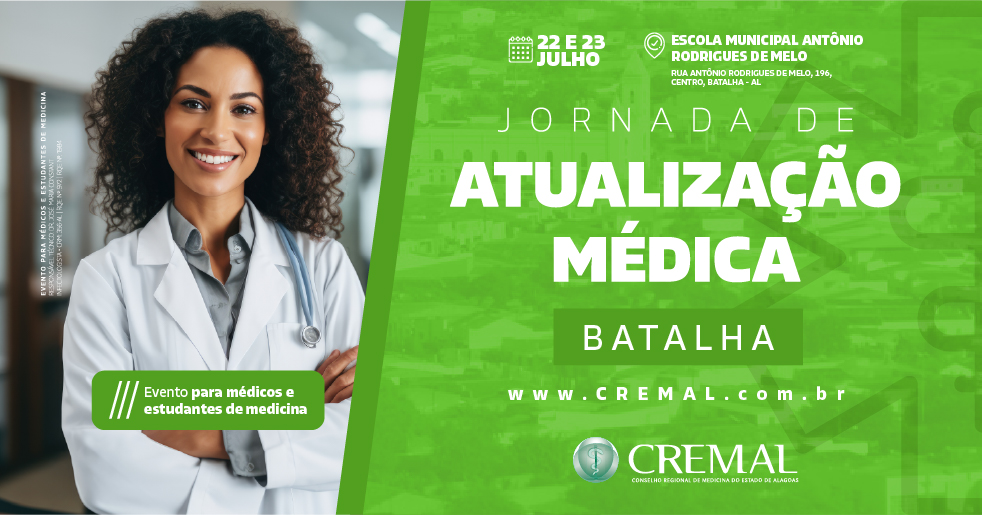 22 E 23
JULHO
ESCOLA MUNICIPAL ANTÔNIO
RODRIGUES DE MELO
RUA ANTÔNIO RODRIGUES DE MELO, 196,
CENTRO, BATALHA - AL
JORNADA DE
ATUALIZAÇÃO
MÉDICA
BATALHA
www.CREMAL.com.br
CREMAL
CONSELHO REGIONAL DE MEDICINA DO ESTADO DE ALAGOAS
Evento para médicos e
estudantes de medicina
EVENTO PARA MÉDICOS E ESTUDANTES DE MEDICINA